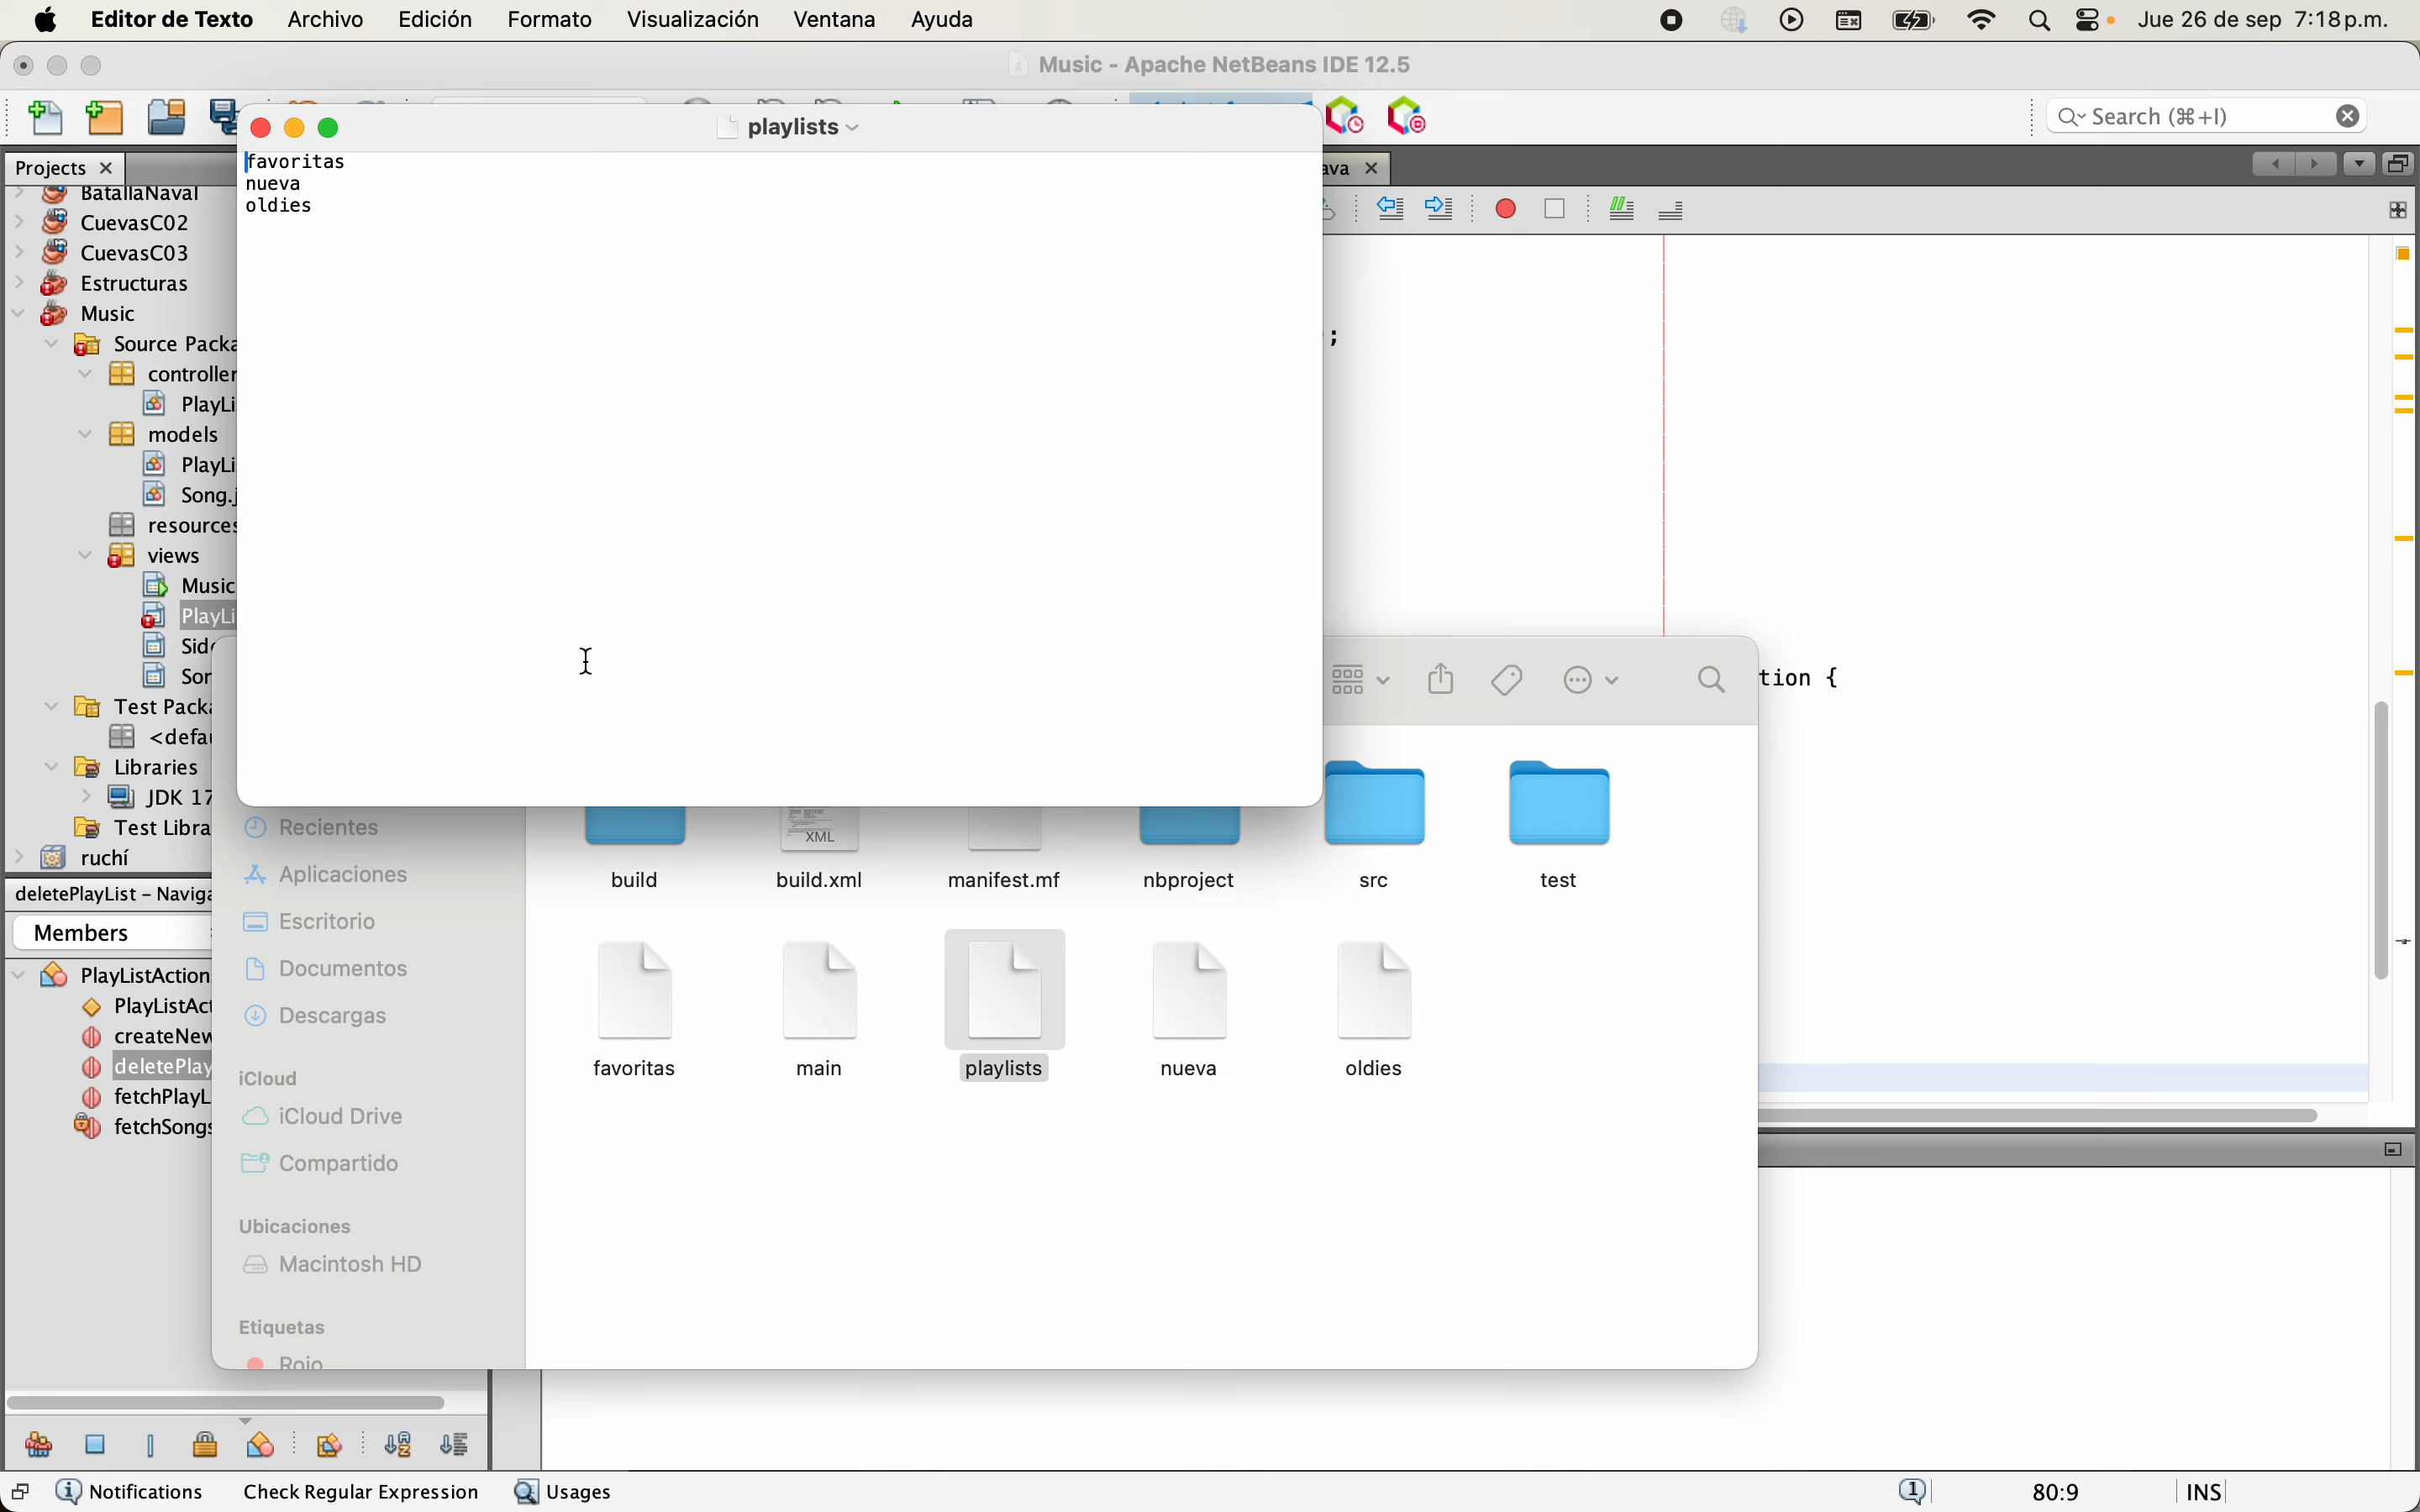 Editor de Texto Archivo Edición Formato Visualización Ventana Ayuda Jue 26 de sep 7:18 p.m.
Music - Apache NetBeans IDE 12.5
Search (⌘+I)
playlists
favoritas
nueva
oldies
Projects
BatallaNaval
CuevasC02
CuevasC03
Estructuras
Music
Source Packa
controller
PlayLi
models
PlayLi
Song.j
resources
views
Music
PlayLi
Side
Son
Test Packa
<defau
Libraries
JDK 17
Test Libra
ruchí
ava
);
tion {
deletePlayList - Naviga
Members
PlayListAction
PlayListAct
createNew
deletePlay
fetchPlayL
fetchSongs
Recientes
Aplicaciones
Escritorio
Documentos
Descargas
iCloud
iCloud Drive
Compartido
Ubicaciones
Macintosh HD
Etiquetas
Rojo
XML
build build.xml manifest.mf nbproject src test
favoritas main playlists nueva oldies
Notifications Check Regular Expression Usages 1 80:9 INS